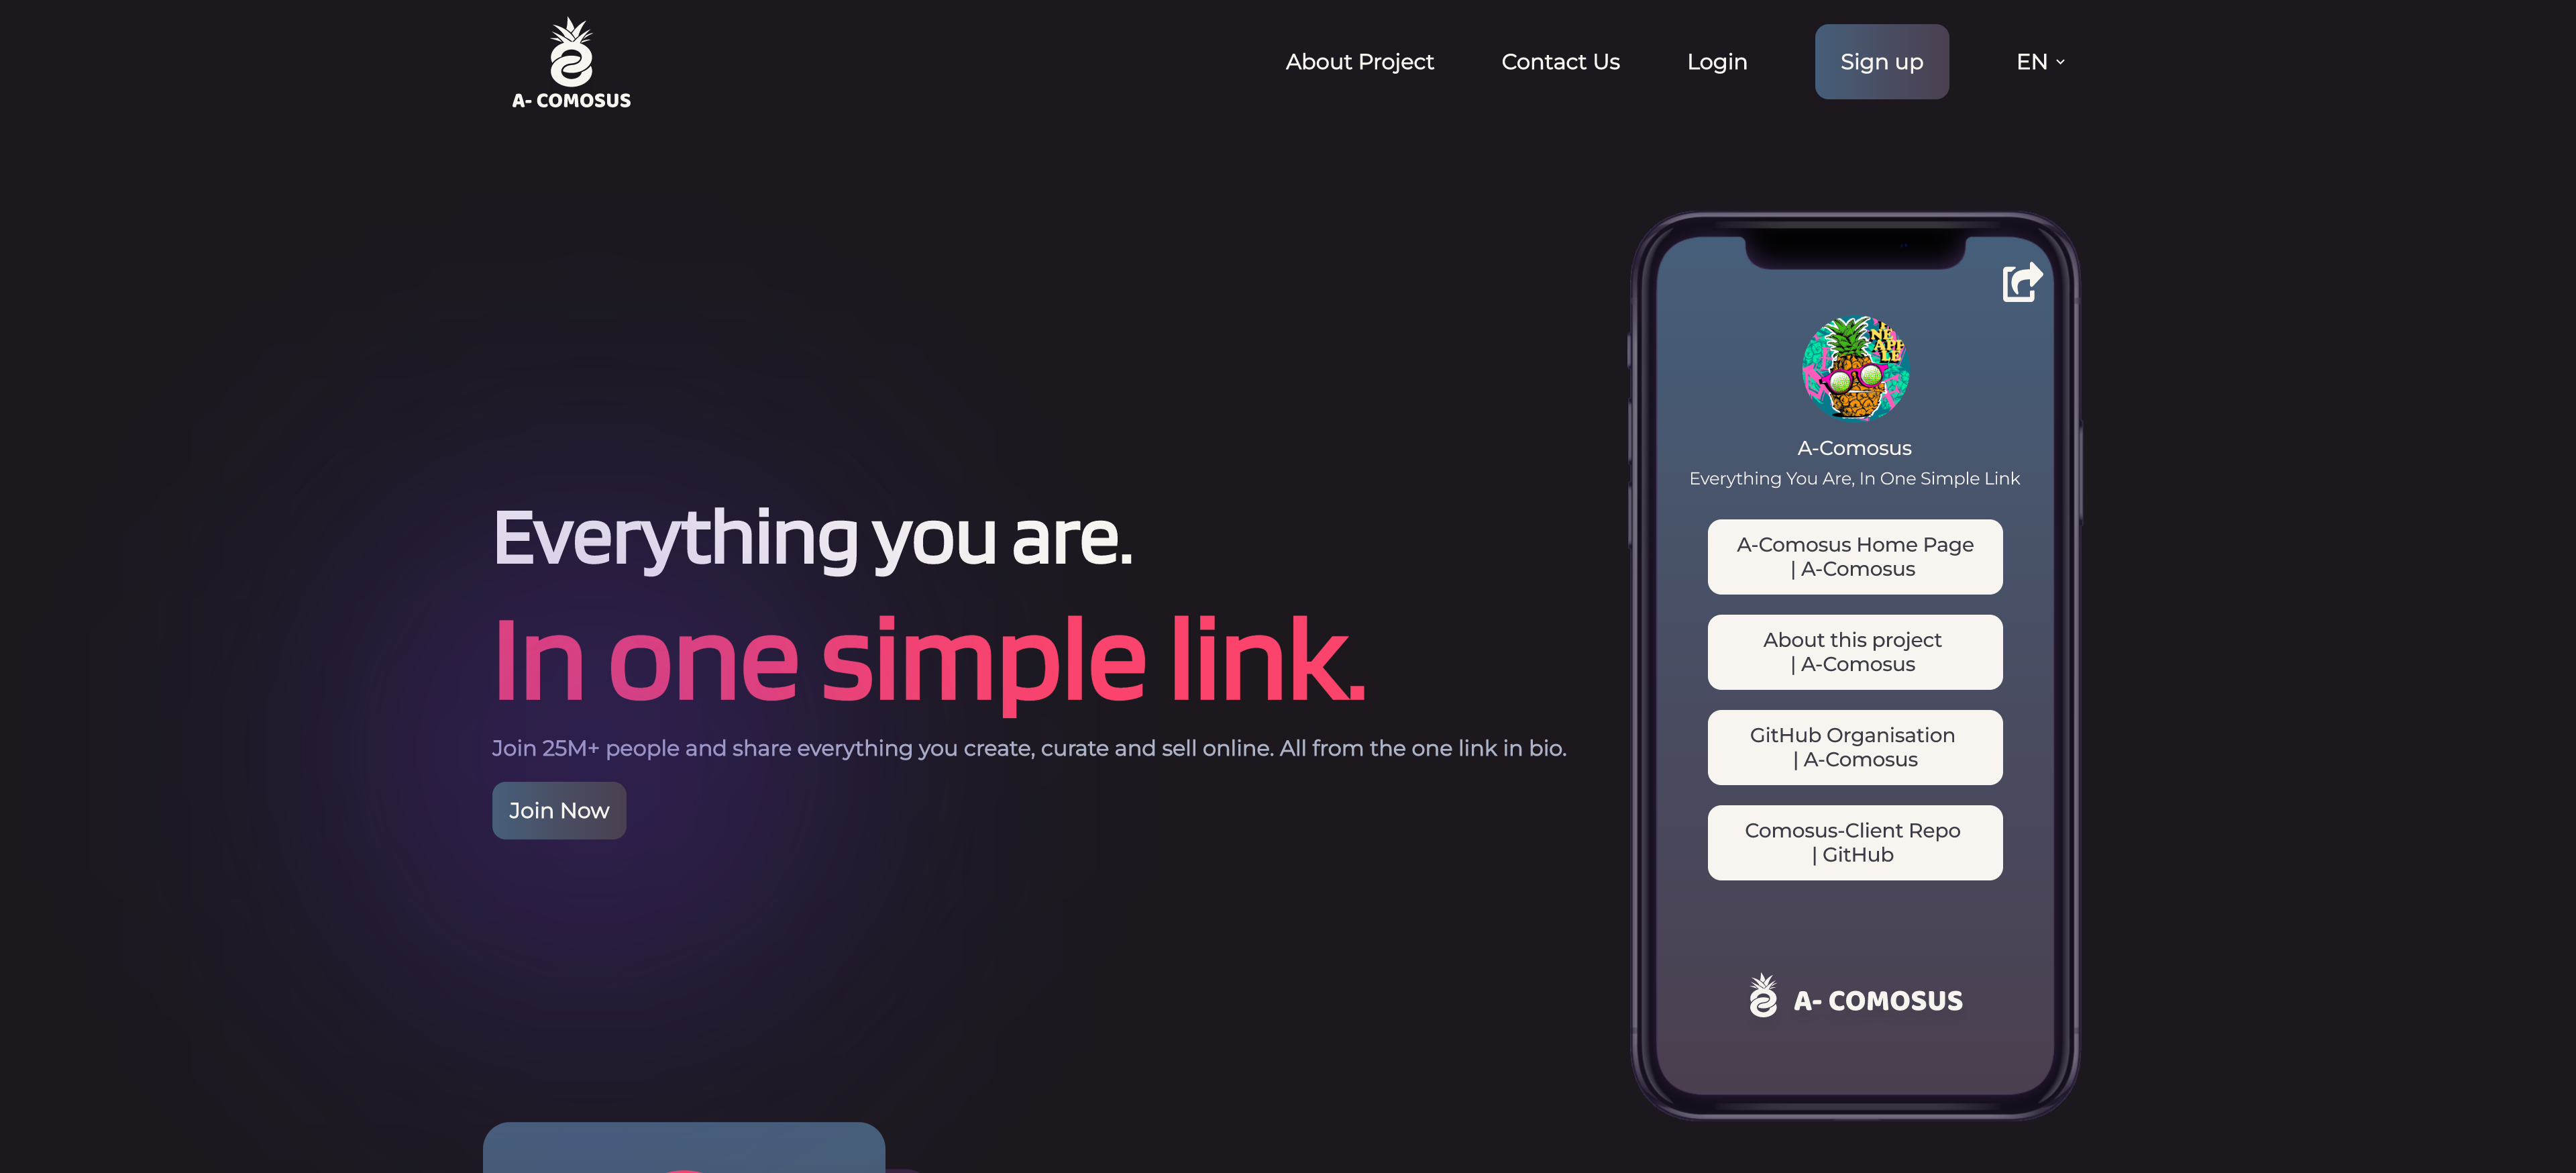 A- COMOSUS
About Project
Contact Us
Login
Sign up
EN
Everything you are.
In one simple link.
Join 25M+ people and share everything you create, curate and sell online. All from the one link in bio.
Join Now
NE
APP
LE
A-Comosus
Everything You Are, In One Simple Link
A-Comosus Home Page
| A-Comosus
About this project
| A-Comosus
GitHub Organisation
| A-Comosus
Comosus-Client Repo
| GitHub
A- COMOSUS